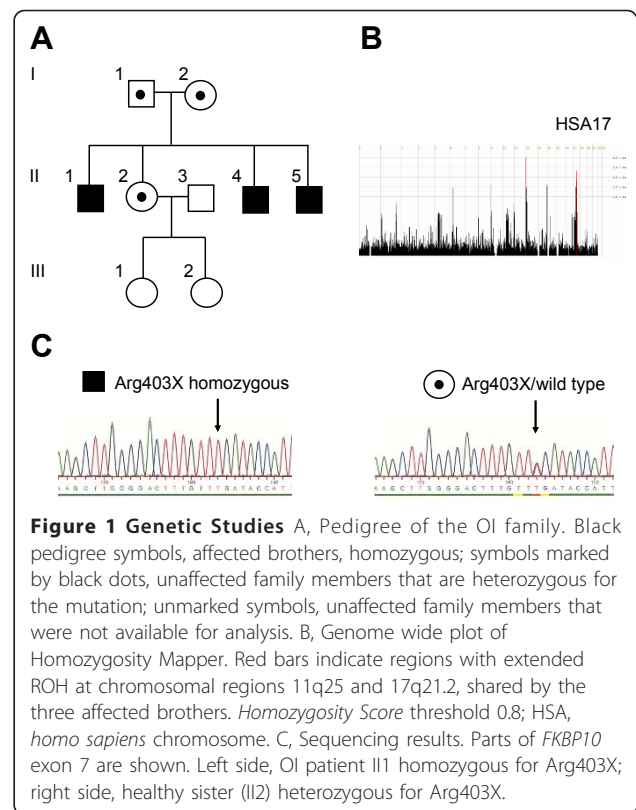 A
B
I
1
2
HSA17
II
1
2
3
4
5
III
1
2
C
Arg403X homozygous
Arg403X/wild type
A A G C T T G G G G A C T T T G T T T G A T A C C A T T
A A G C T T G G G G A C T T T G T T T G A T A C C A T T
Figure 1 Genetic Studies A, Pedigree of the OI family. Black
pedigree symbols, affected brothers, homozygous; symbols marked
by black dots, unaffected family members that are heterozygous for
the mutation; unmarked symbols, unaffected family members that
were not available for analysis. B, Genome wide plot of
Homozygosity Mapper. Red bars indicate regions with extended
ROH at chromosomal regions 11q25 and 17q21.2, shared by the
three affected brothers. Homozygosity Score threshold 0.8; HSA,
homo sapiens chromosome. C, Sequencing results. Parts of FKBP10
exon 7 are shown. Left side, OI patient II1 homozygous for Arg403X;
right side, healthy sister (II2) heterozygous for Arg403X.